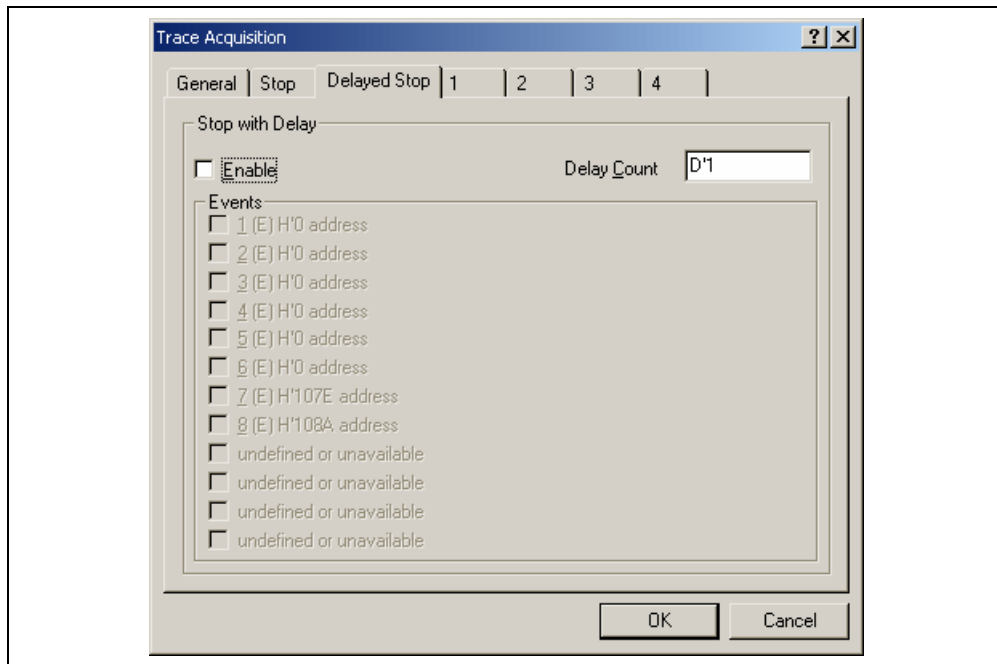 Trace Acquisition
General Stop Delayed Stop 1 2 3 4
Stop with Delay
Enable Delay Count D'1
Events
1 (E) H'0 address
2 (E) H'0 address
3 (E) H'0 address
4 (E) H'0 address
5 (E) H'0 address
6 (E) H'0 address
7 (E) H'107E address
8 (E) H'108A address
undefined or unavailable
undefined or unavailable
undefined or unavailable
undefined or unavailable
OK Cancel